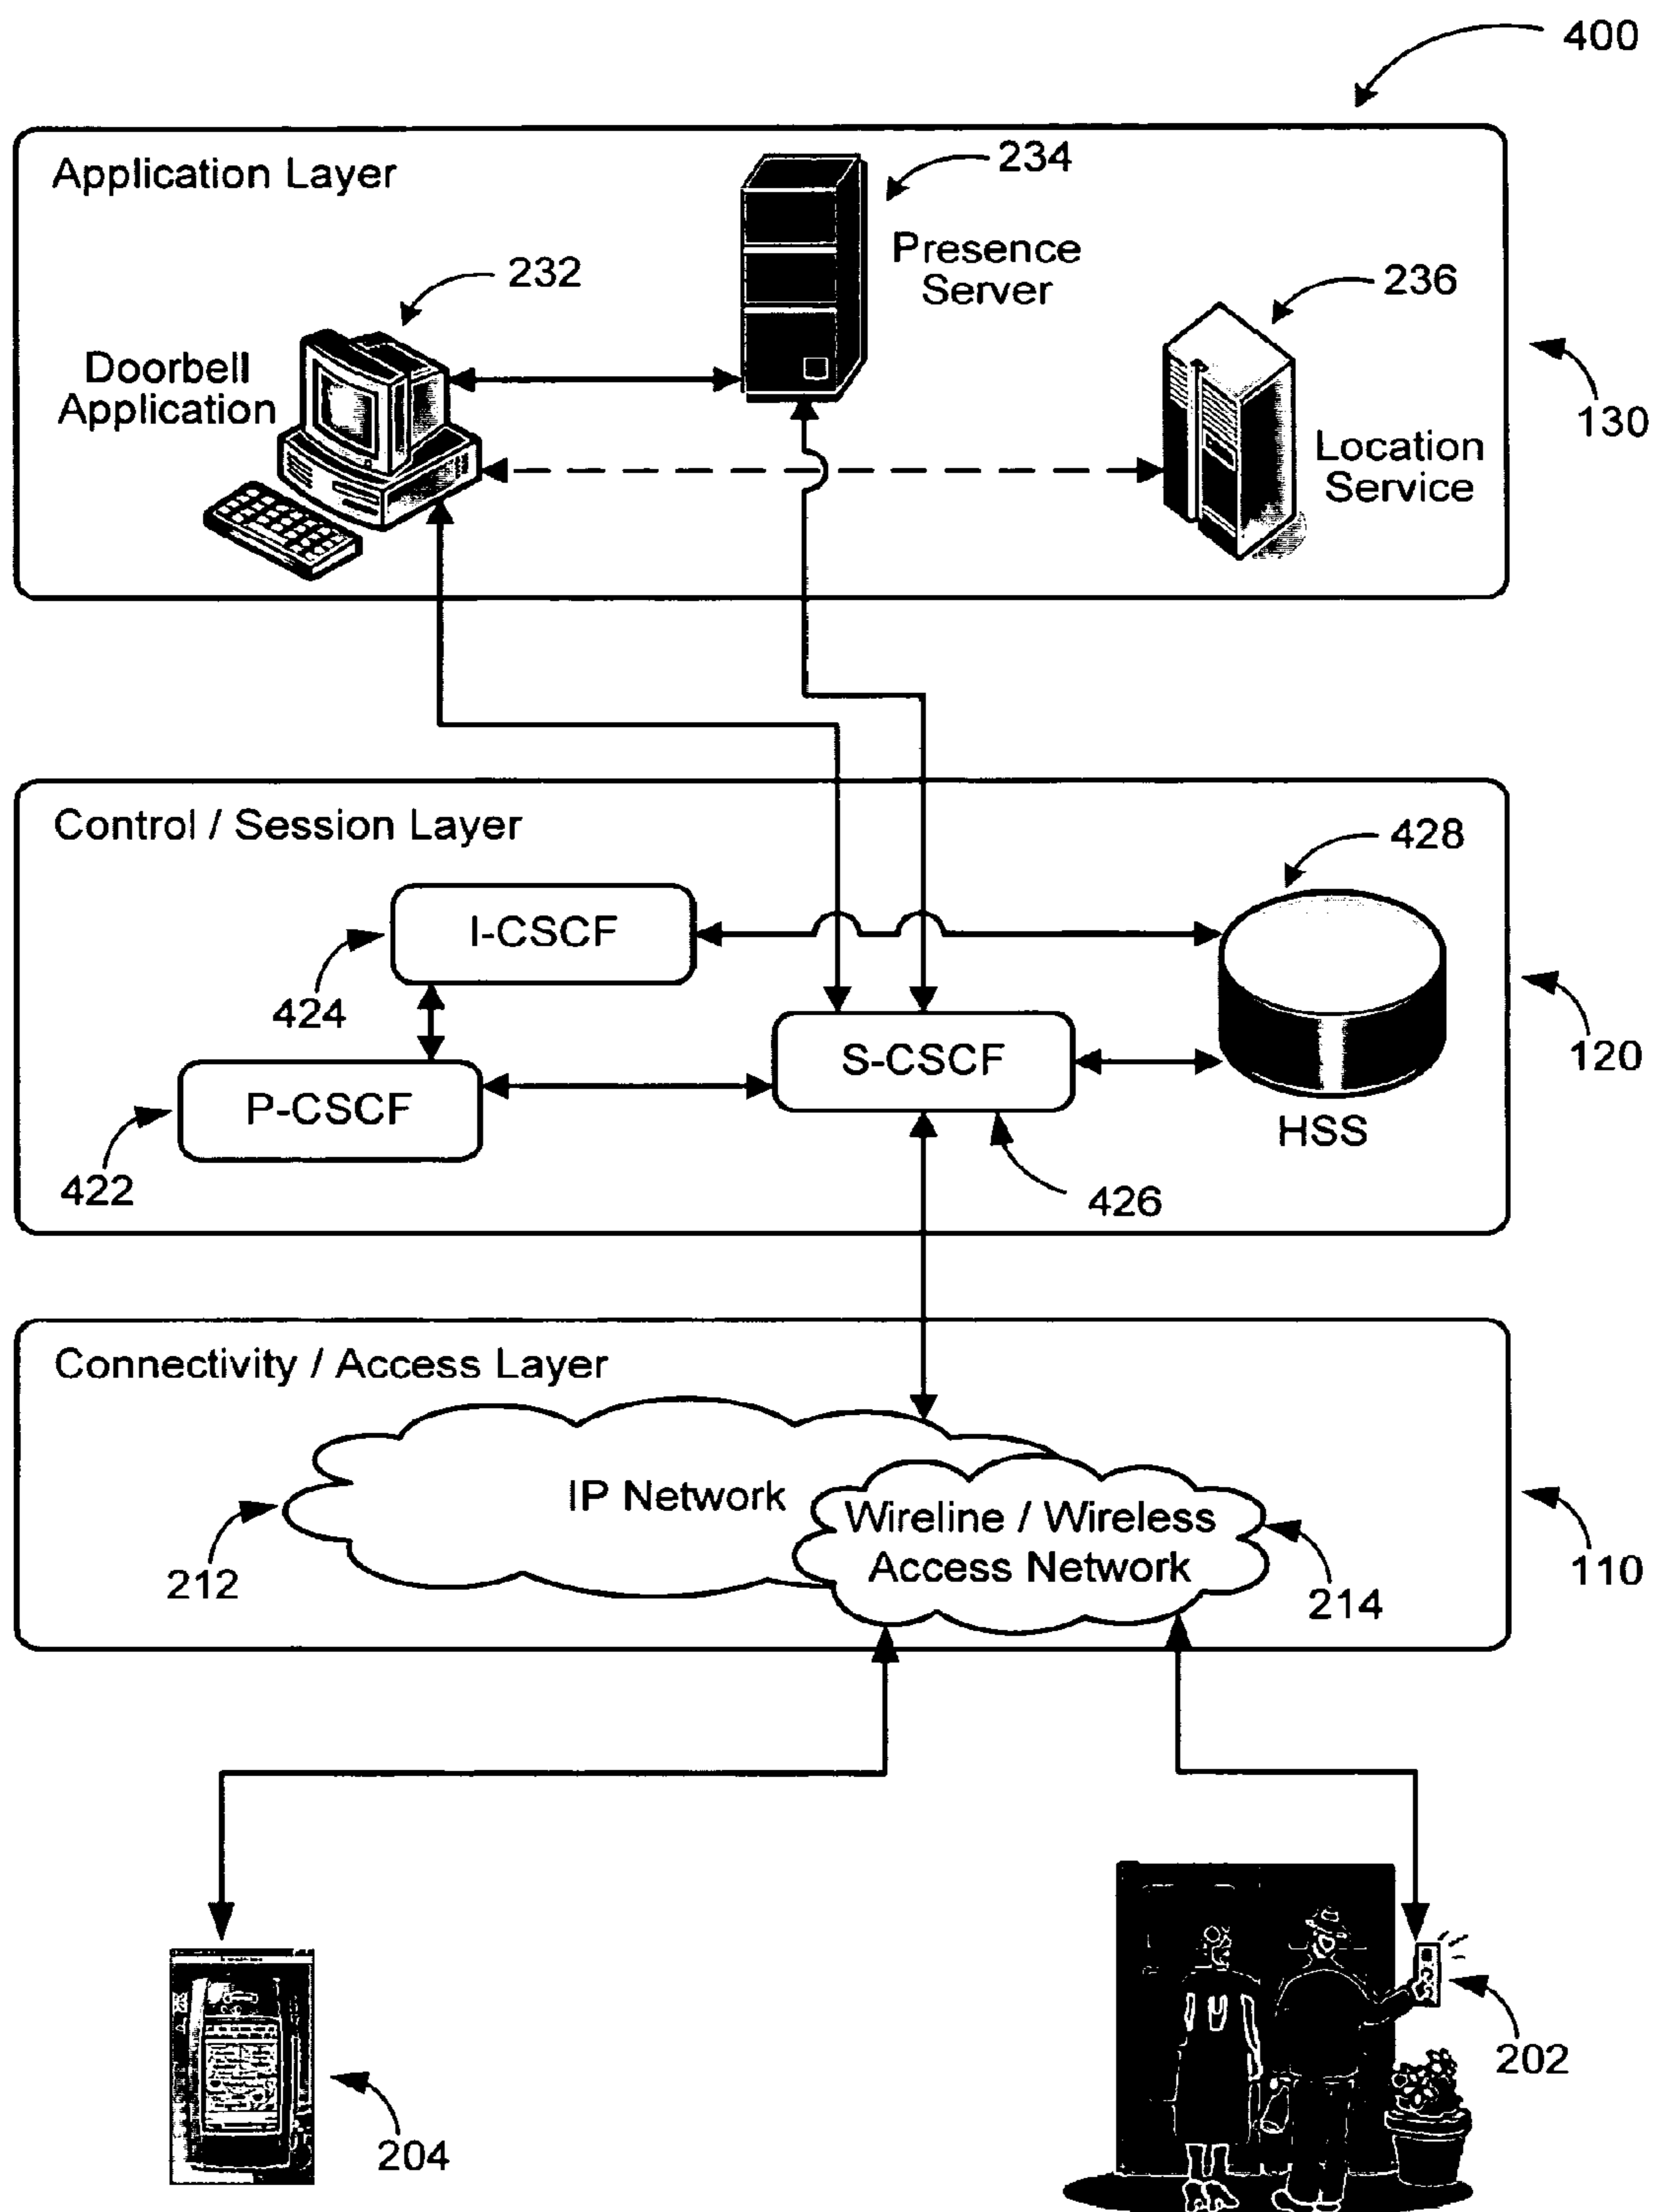 400
Application Layer
234
Presence
Server
232
236
Doorbell
Application
130
Location
Service
Control / Session Layer
428
I-CSCF
424
S-CSCF
120
P-CSCF
HSS
422
426
Connectivity / Access Layer
IP Network
Wireline / Wireless
Access Network
212
110
214
202
204